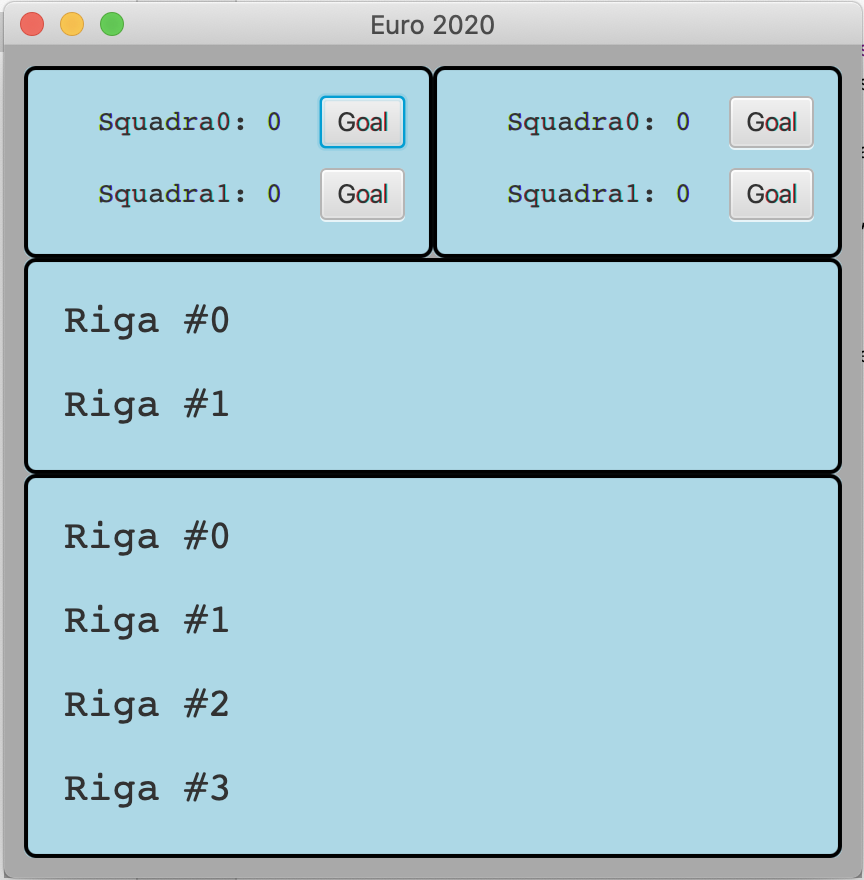 Euro 2020
Squadra0: 0 Goal Squadra0: 0 Goal
Squadra1: 0 Goal Squadra1: 0 Goal
Riga #0
Riga #1
Riga #0
Riga #1
Riga #2
Riga #3